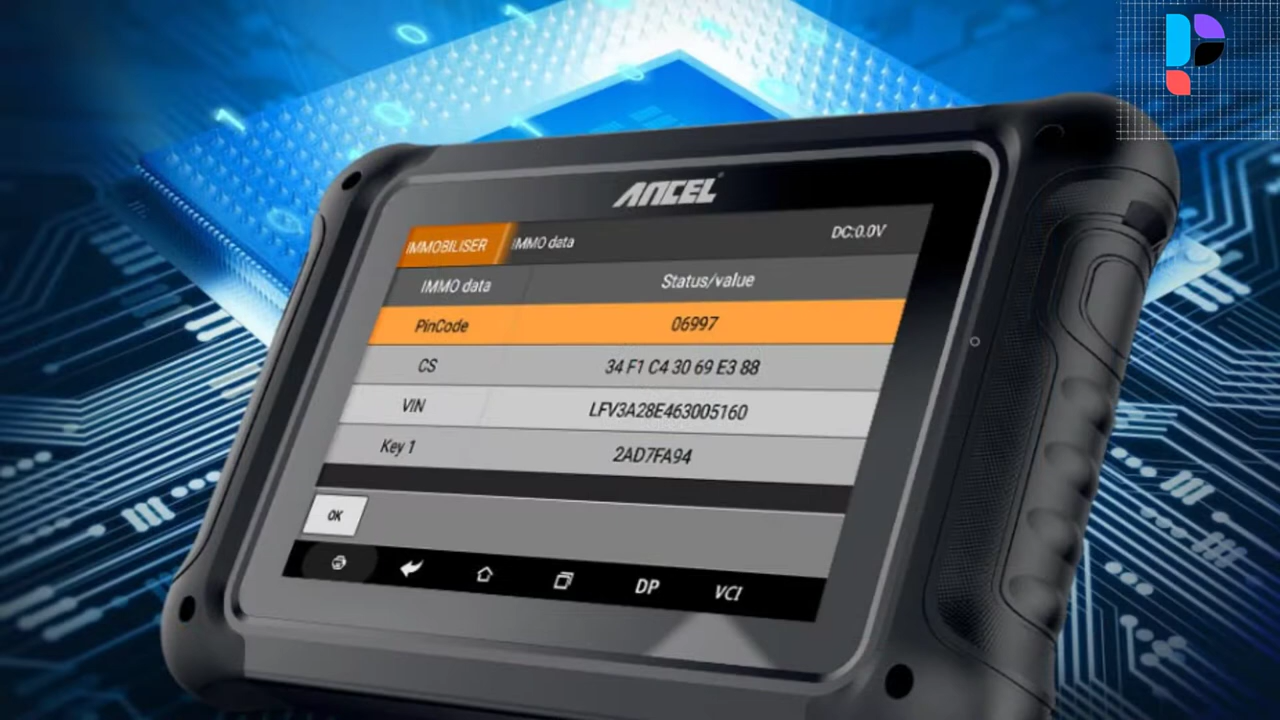 ANCEL
IMMOBILISER IMMO data DC:0.0V
IMMO data Status/value
PinCode 06997
CS 34 F1 C4 30 69 E3 88
VIN LFV3A28E463005160
Key 1 2AD7FA94
OK
DP VCI